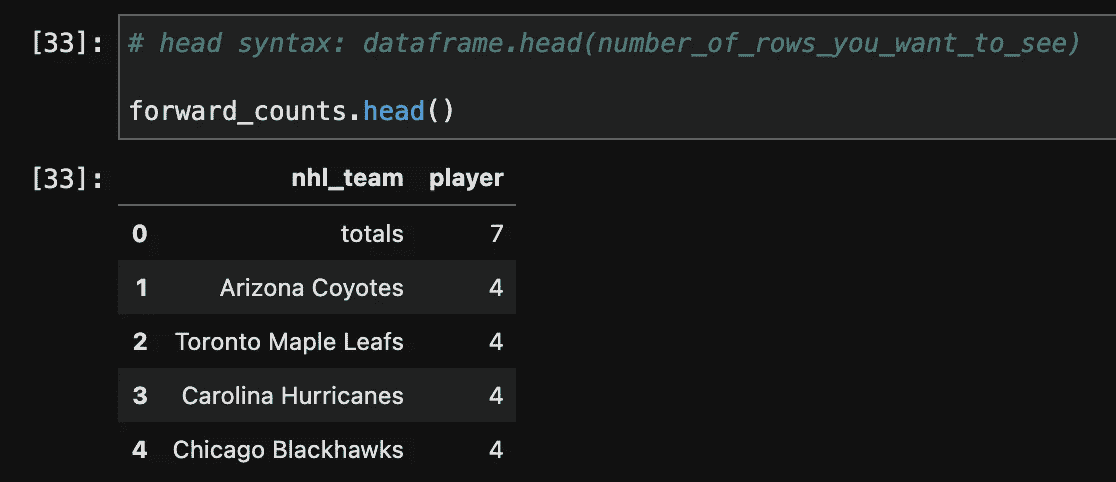 [33]: # head syntax: dataframe.head(number_of_rows_you_want_to_see)
forward_counts.head()
[33]: nhl_team player
0 totals 7
1 Arizona Coyotes 4
2 Toronto Maple Leafs 4
3 Carolina Hurricanes 4
4 Chicago Blackhawks 4